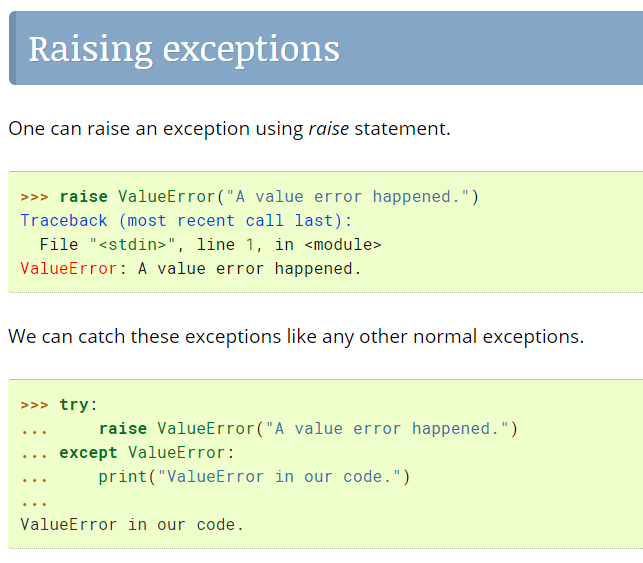 Raising exceptions
One can raise an exception using raise statement.
>>> raise ValueError("A value error happened.")
Traceback (most recent call last):
  File "<stdin>", line 1, in <module>
ValueError: A value error happened.
We can catch these exceptions like any other normal exceptions.
>>> try:
...     raise ValueError("A value error happened.")
... except ValueError:
...     print("ValueError in our code.")
...
ValueError in our code.